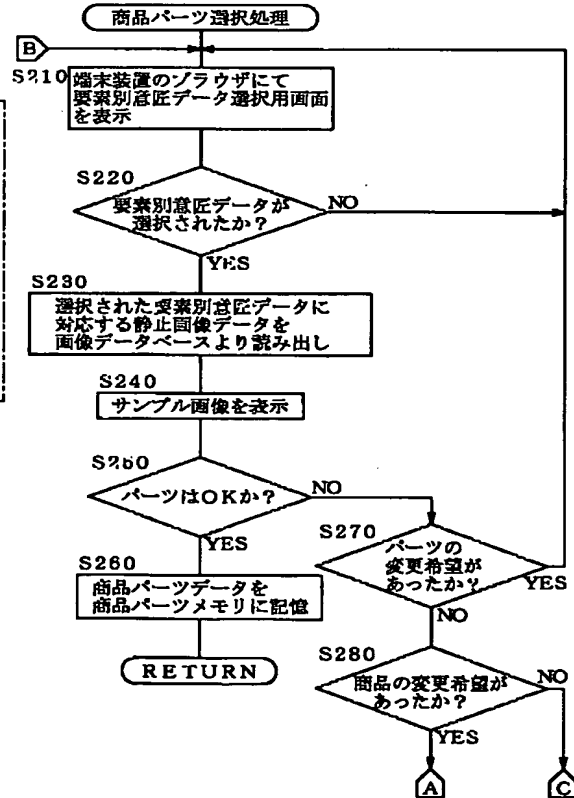 商品パーツ選択処理
B
S210
端末装置のブラウザにて
要素別意匠データ選択用画面
を表示
S220
要素別意匠データが
選択されたか？
NO
YES
S230
選択された要素別意匠データに
対応する静止画像データを
画像データベースより読み出し
S240
サンプル画像を表示
S250
パーツはOKか？
NO
YES
S260
商品パーツデータを
商品パーツメモリに記憶
RETURN
S270
パーツの
変更希望が
あったか？
YES
NO
S280
商品の変更希望が
あったか？
NO
YES
A
C